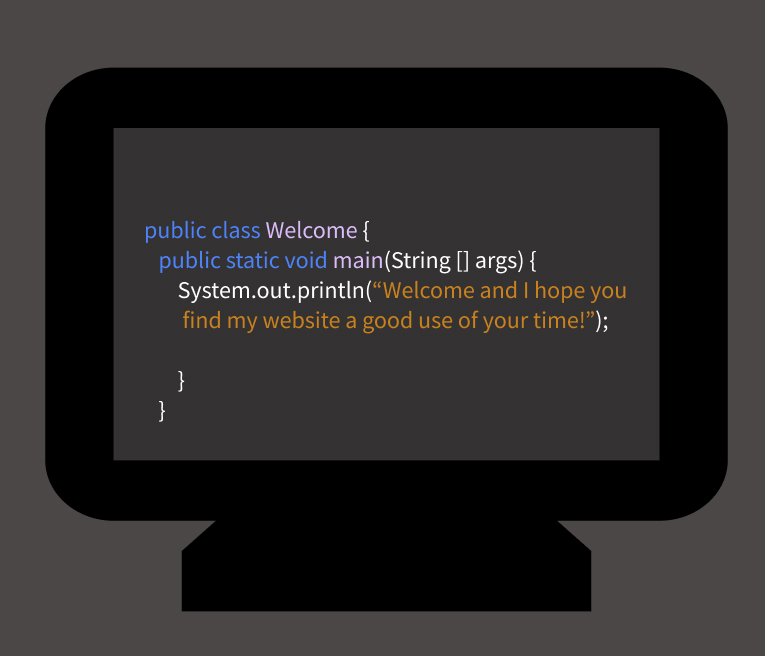 public class Welcome {
public static void main(String [] args) {
System.out.println(“Welcome and I hope you
find my website a good use of your time!”);
}
}